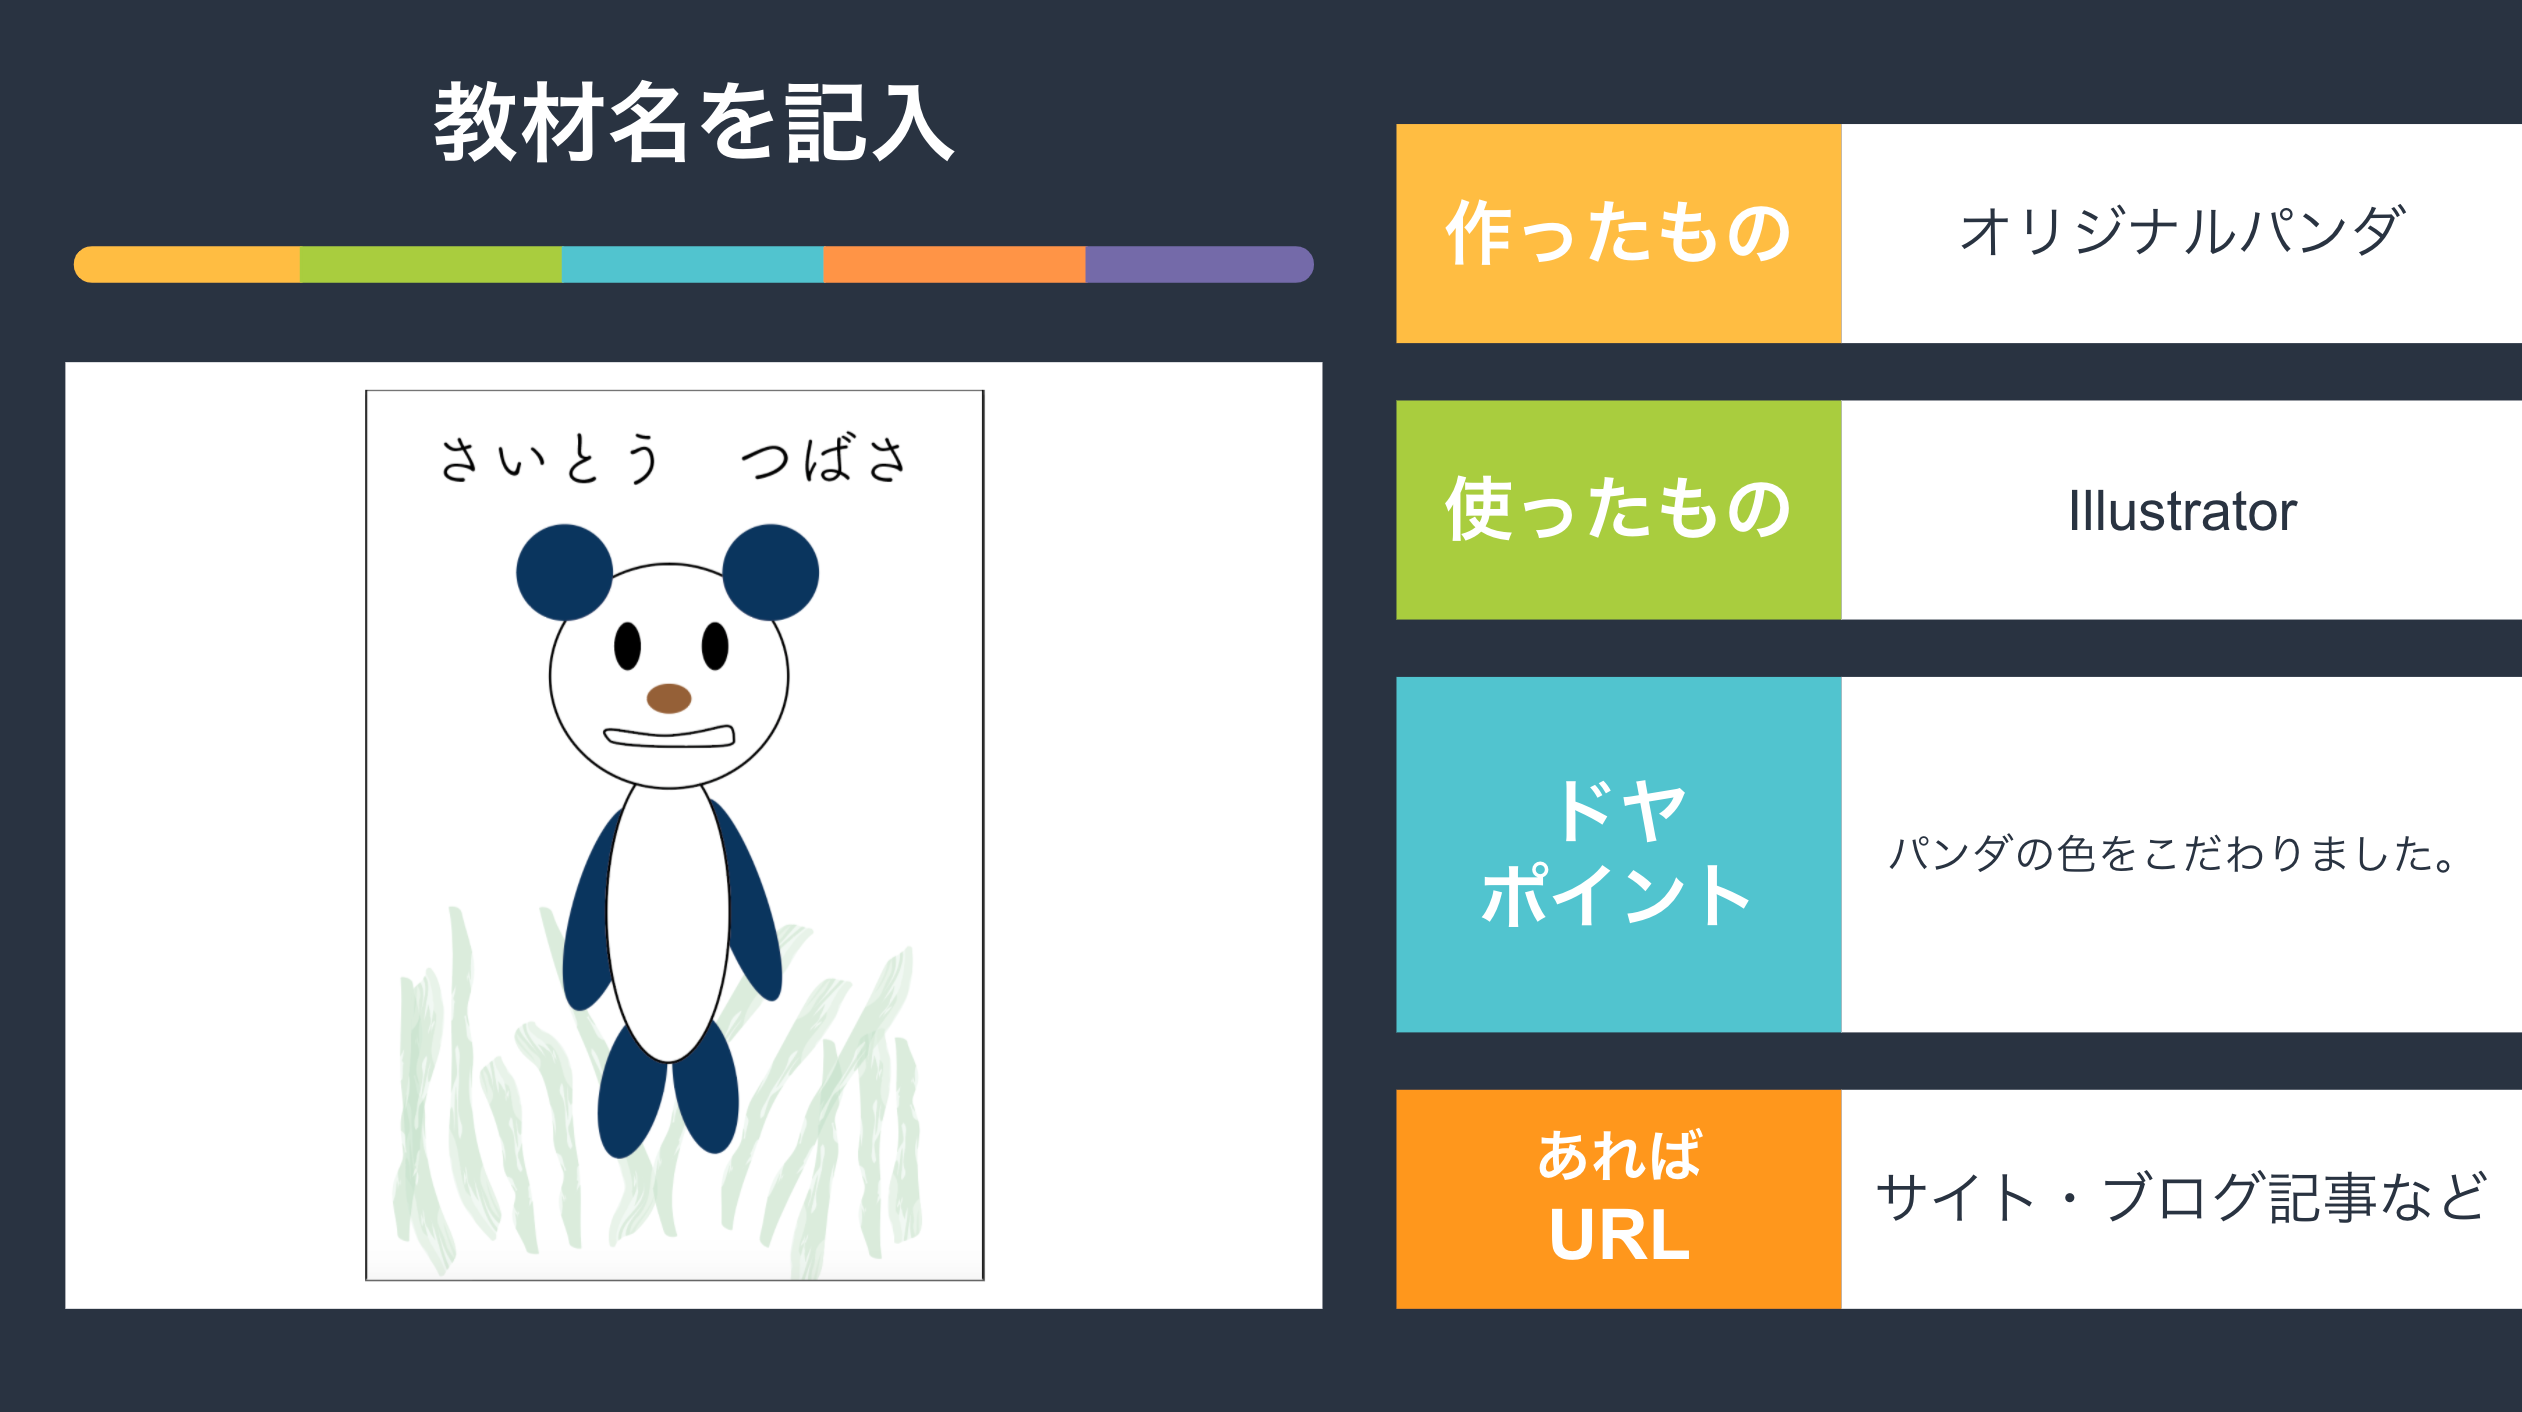 教材名を記入
さいとう　つばさ
作ったもの
オリジナルパンダ
使ったもの
Illustrator
ドヤ
ポイント
パンダの色をこだわりました。
あれば
URL
サイト・ブログ記事など